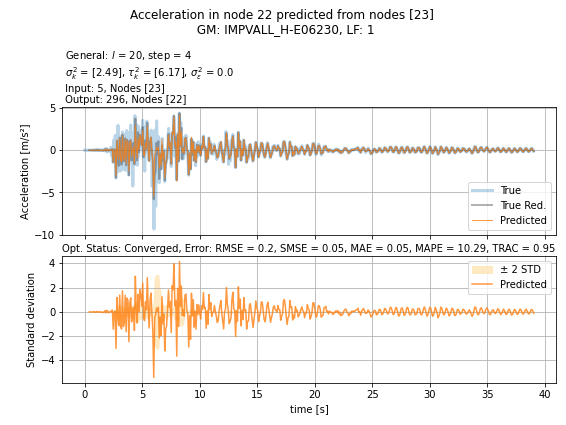 Acceleration in node 22 predicted from nodes [23]
GM: IMPVALL_H-E06230, LF: 1
General: l = 20, step = 4
σ²ₖ = [2.49], τ²ₖ = [6.17], σ²ε = 0.0
Input: 5, Nodes [23]
Output: 296, Nodes [22]
5
0
−5
−10
Acceleration [m/s²]
True
True Red.
Predicted
Opt. Status: Converged, Error: RMSE = 0.2, SMSE = 0.05, MAE = 0.05, MAPE = 10.29, TRAC = 0.95
4
2
0
−2
−4
Standard deviation
± 2 STD
Predicted
0 5 10 15 20 25 30 35 40
time [s]